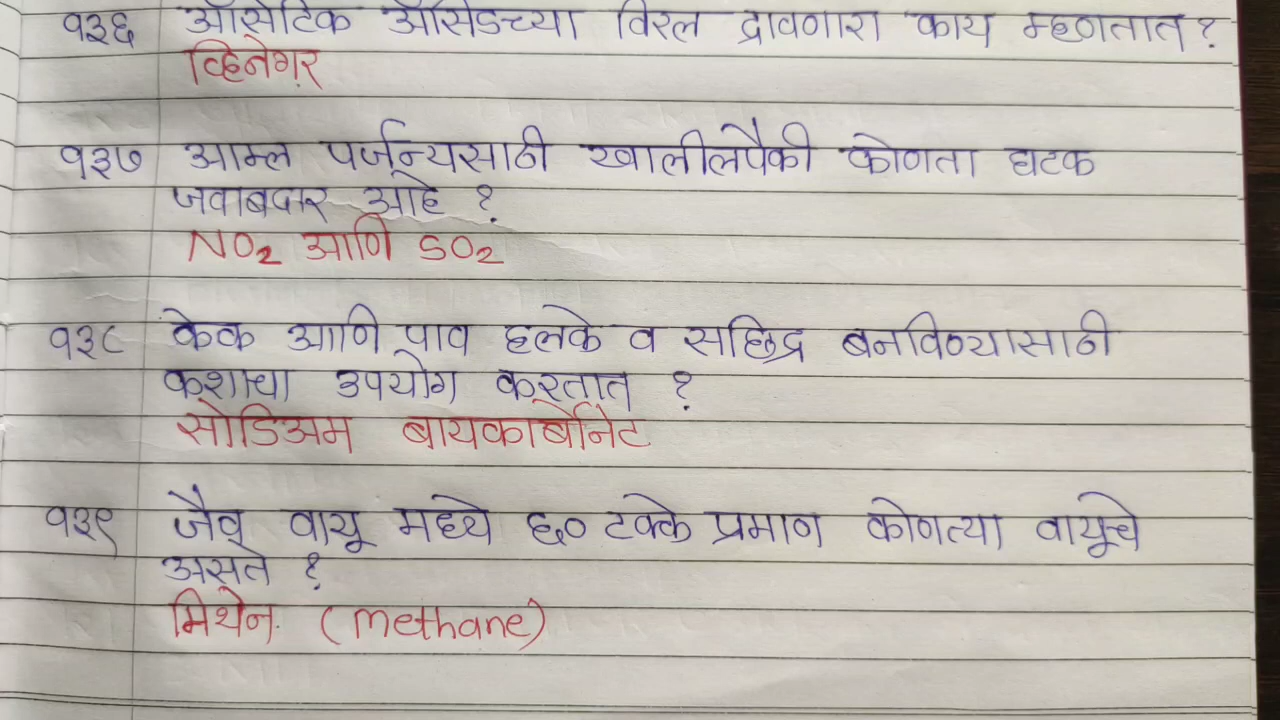 १३६ ॲसिटिक ॲसिडच्या विरल द्रावणारा काय म्हणतात?
व्हिनेगर
१३७ आम्ल पर्जन्यसाठी खालीलपैकी कोणता घटक
जवाबदार आहे ?
NO₂ आणि SO₂
१३८ केक आणि पाव हलके व सछिद्र बनविण्यासाठी
कशाचा उपयोग करतात ?
सोडिअम बायकार्बोनेट
१३९ जैव वायू मध्ये ६० टक्के प्रमाण कोणत्या वायूचे
असते ?
मिथेन. (methane)